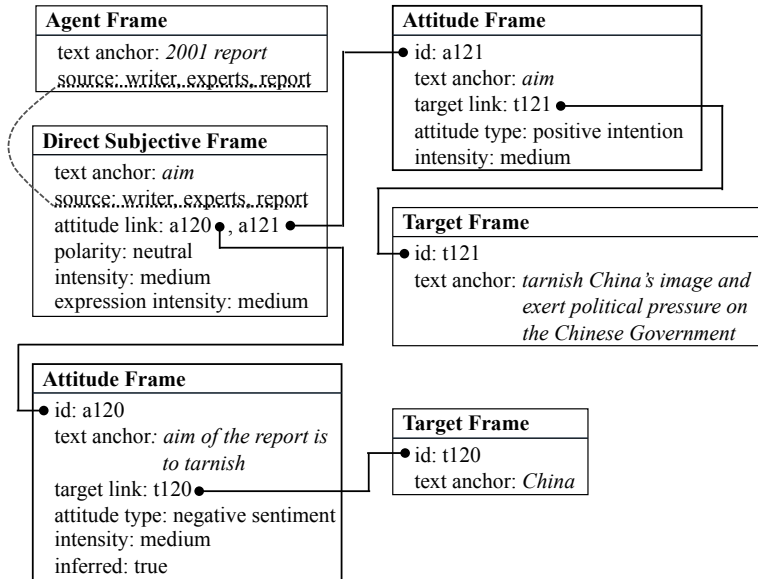 Agent Frame
text anchor: 2001 report
source: writer, experts, report
Direct Subjective Frame
text anchor: aim
source: writer, experts, report
attitude link: a120 , a121
polarity: neutral
intensity: medium
expression intensity: medium
Attitude Frame
id: a120
text anchor: aim of the report is
to tarnish
target link: t120
attitude type: negative sentiment
intensity: medium
inferred: true
Attitude Frame
id: a121
text anchor: aim
target link: t121
attitude type: positive intention
intensity: medium
Target Frame
id: t121
text anchor: tarnish China’s image and
exert political pressure on
the Chinese Government
Target Frame
id: t120
text anchor: China